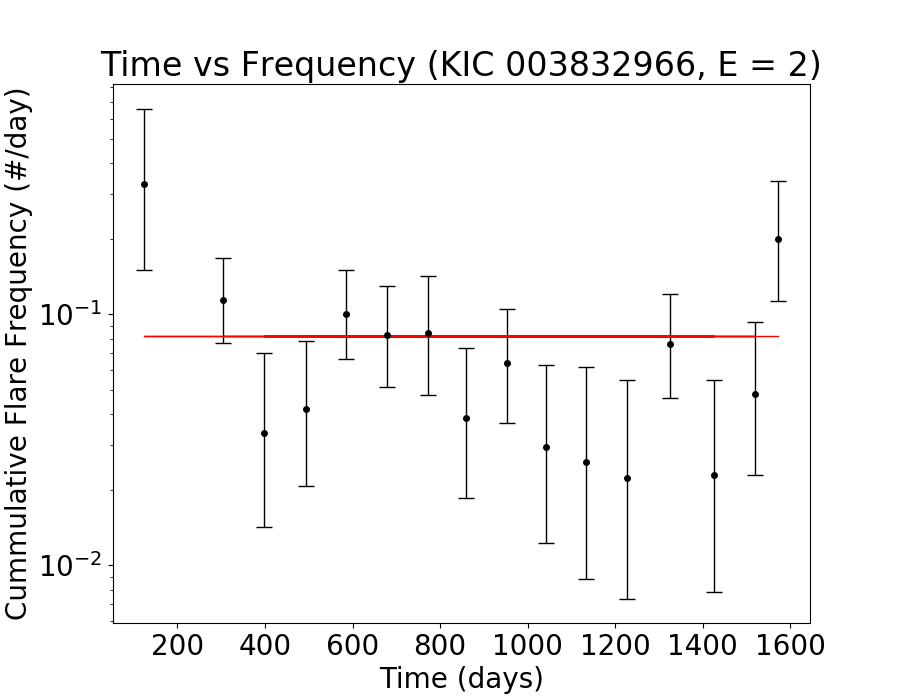 Time vs Frequency (KIC 003832966, E = 2)
Cummulative Flare Frequency (#/day)
10⁻¹
10⁻²
200 400 600 800 1000 1200 1400 1600
Time (days)